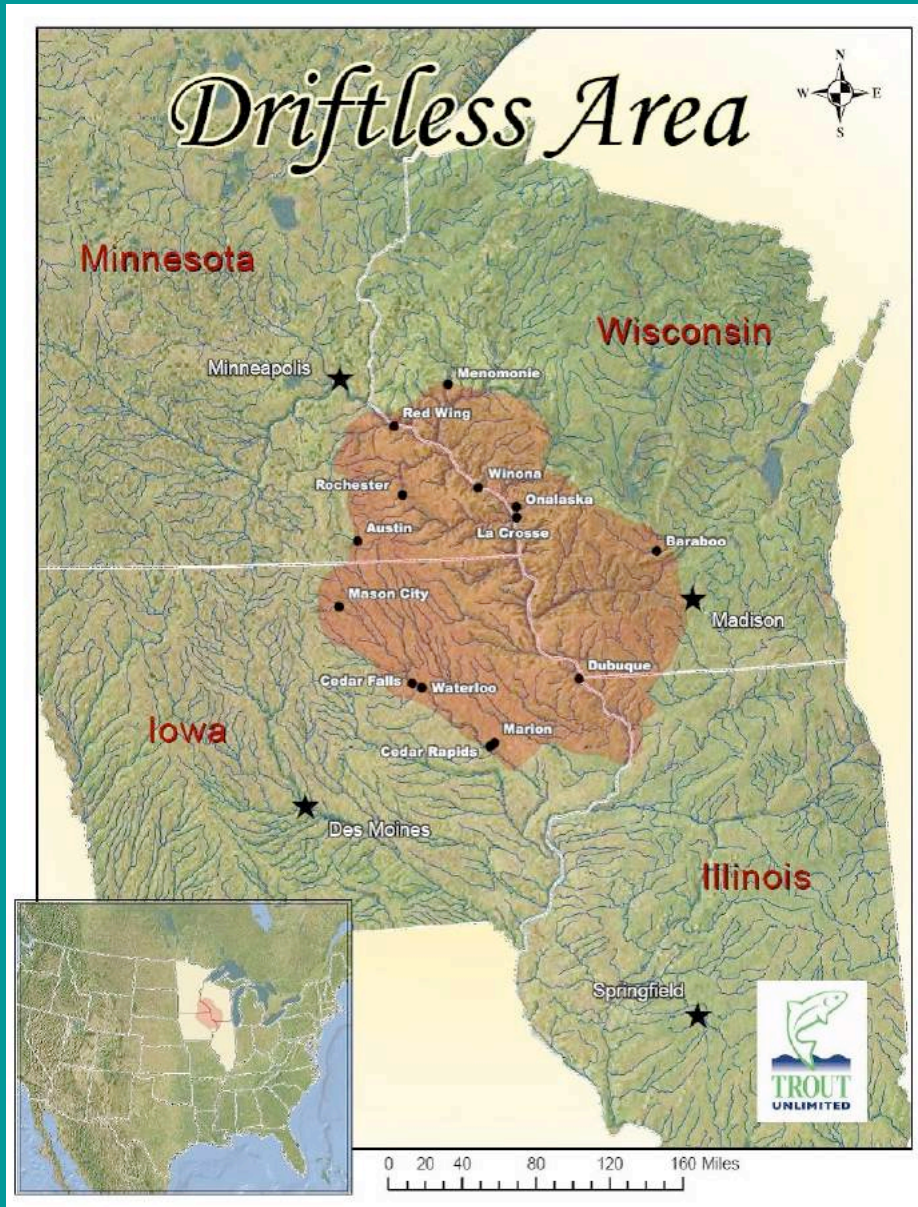 Driftless Area
N
W E
S
Minnesota
Wisconsin
Minneapolis
Menomonie
Red Wing
Winona
Rochester
Onalaska
La Crosse
Austin
Baraboo
Mason City
Madison
Dubuque
Cedar Falls
Waterloo
Iowa
Marion
Cedar Rapids
Des Moines
Illinois
Springfield
TROUT
UNLIMITED
0 20 40 80 120 160 Miles